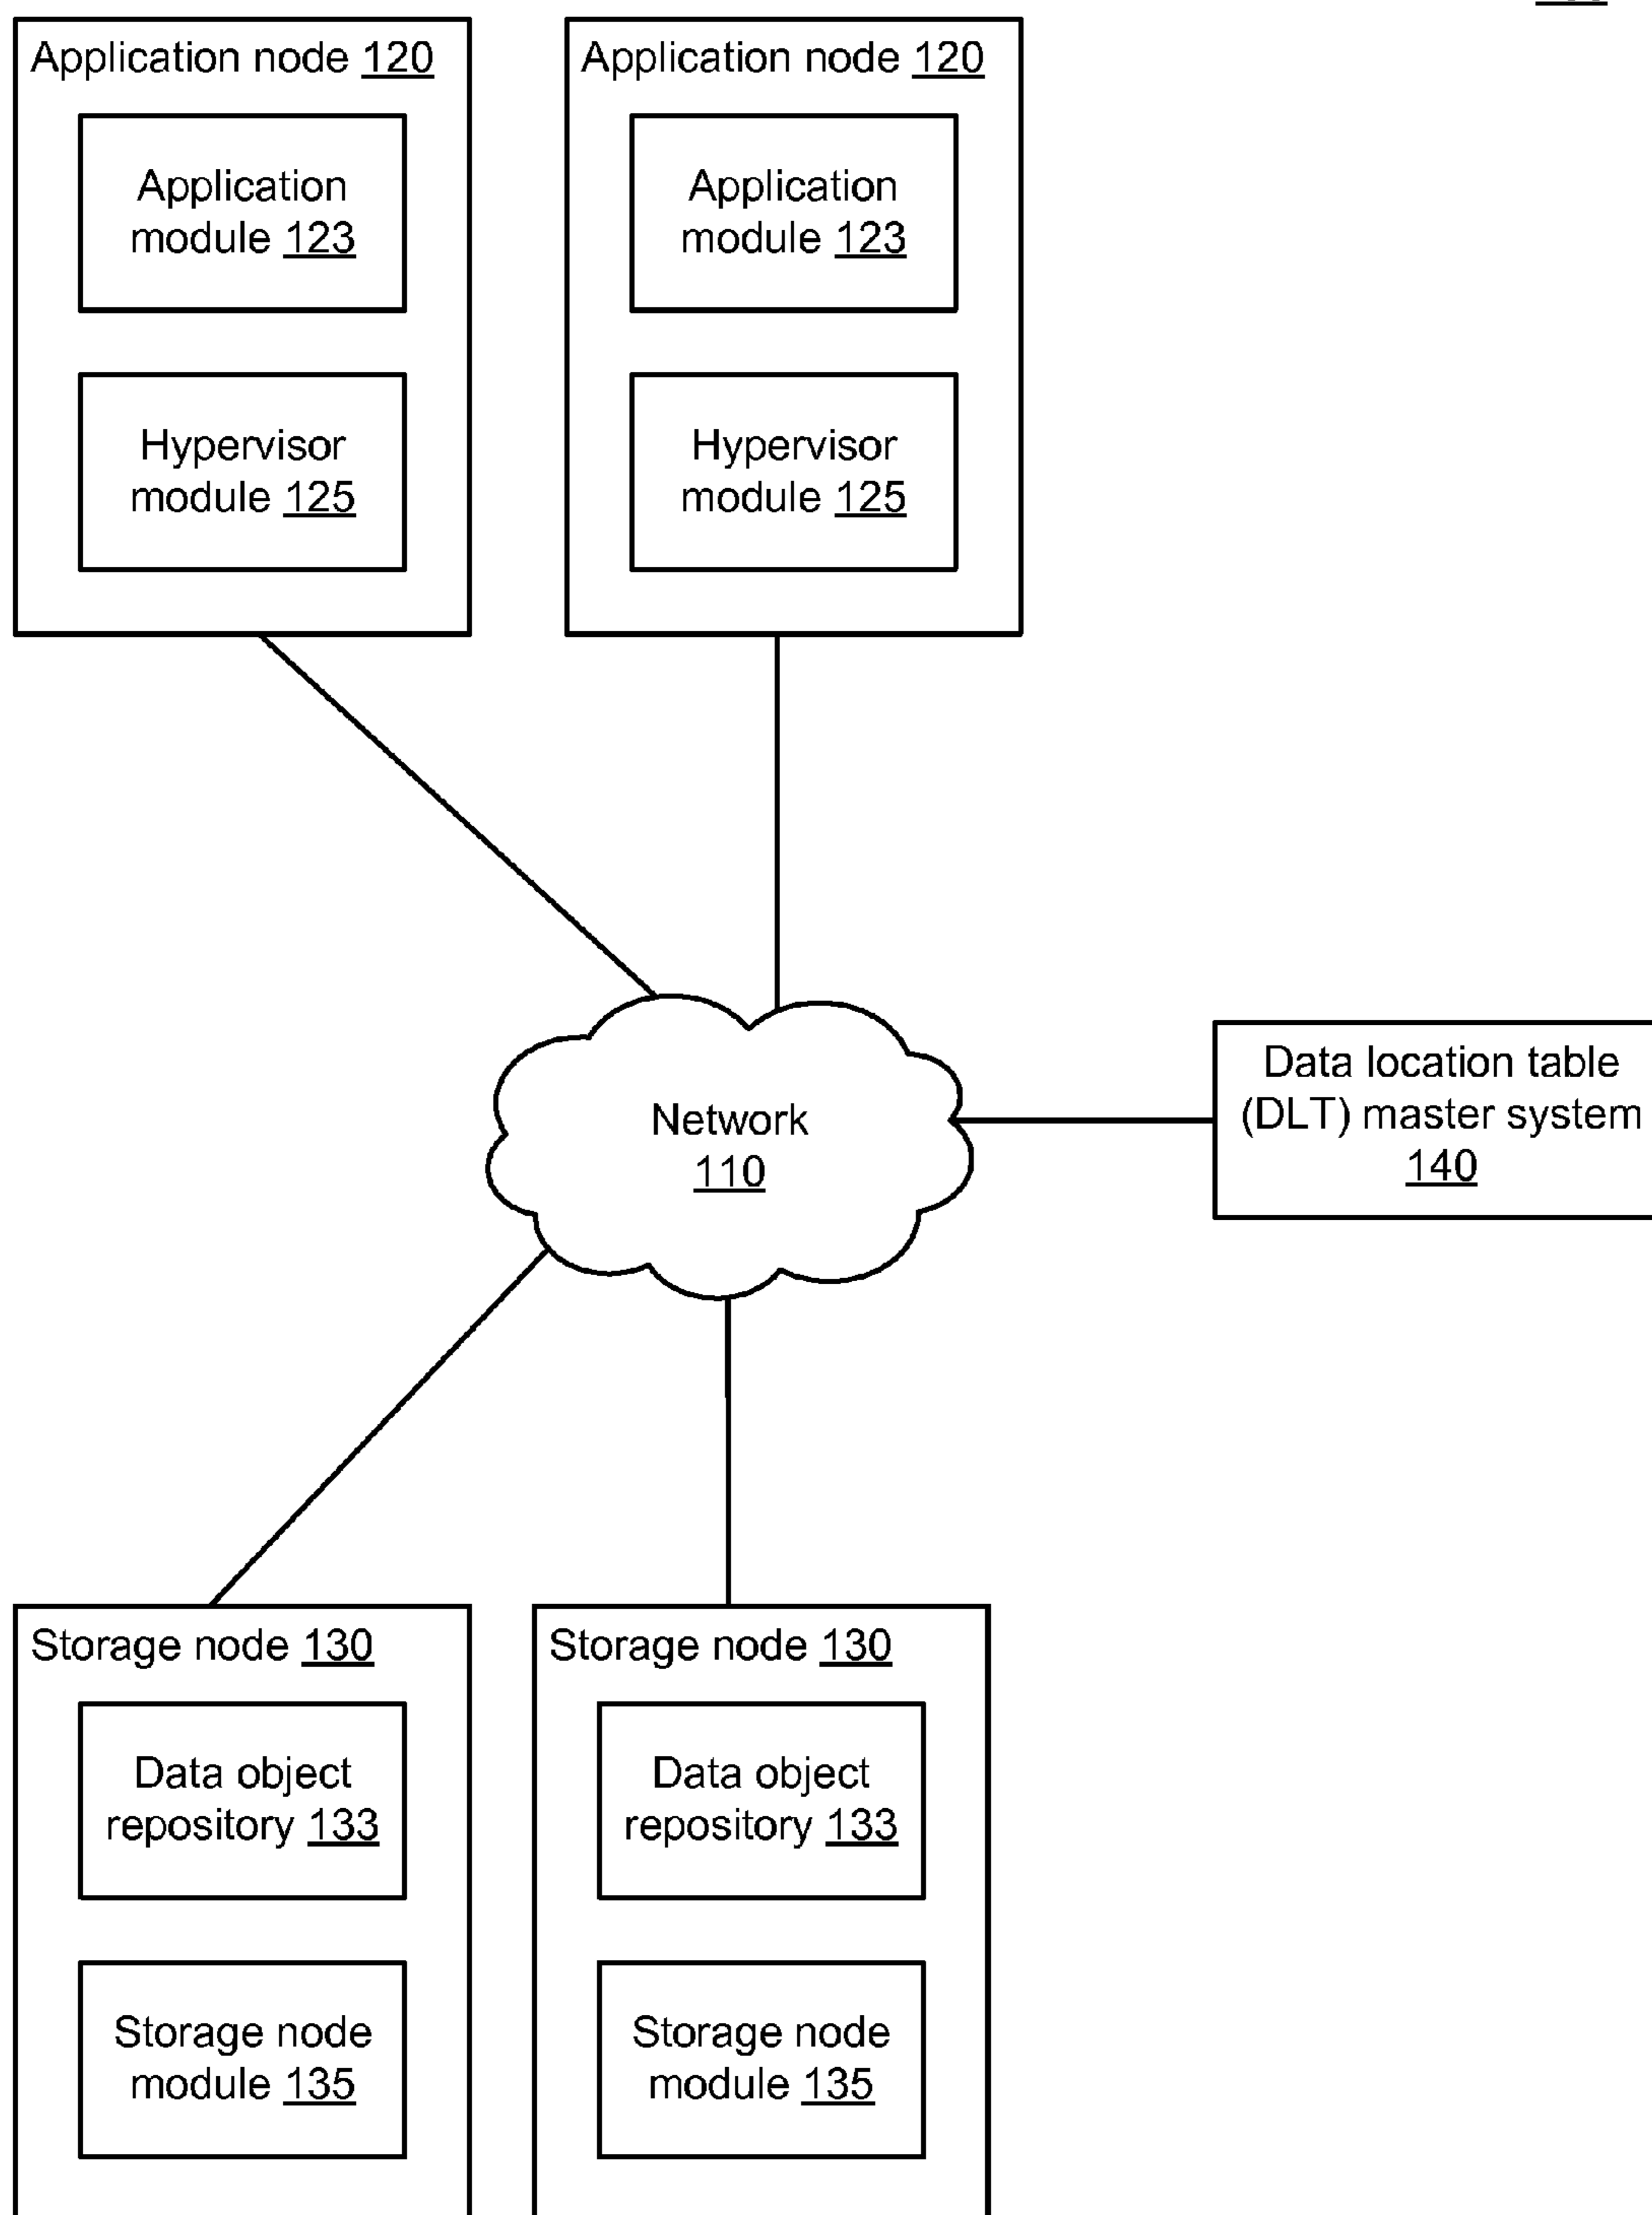 Application node 120
Application
module 123
Hypervisor
module 125
Application node 120
Application
module 123
Hypervisor
module 125
Network
110
Data location table
(DLT) master system
140
Storage node 130
Data object
repository 133
Storage node
module 135
Storage node 130
Data object
repository 133
Storage node
module 135